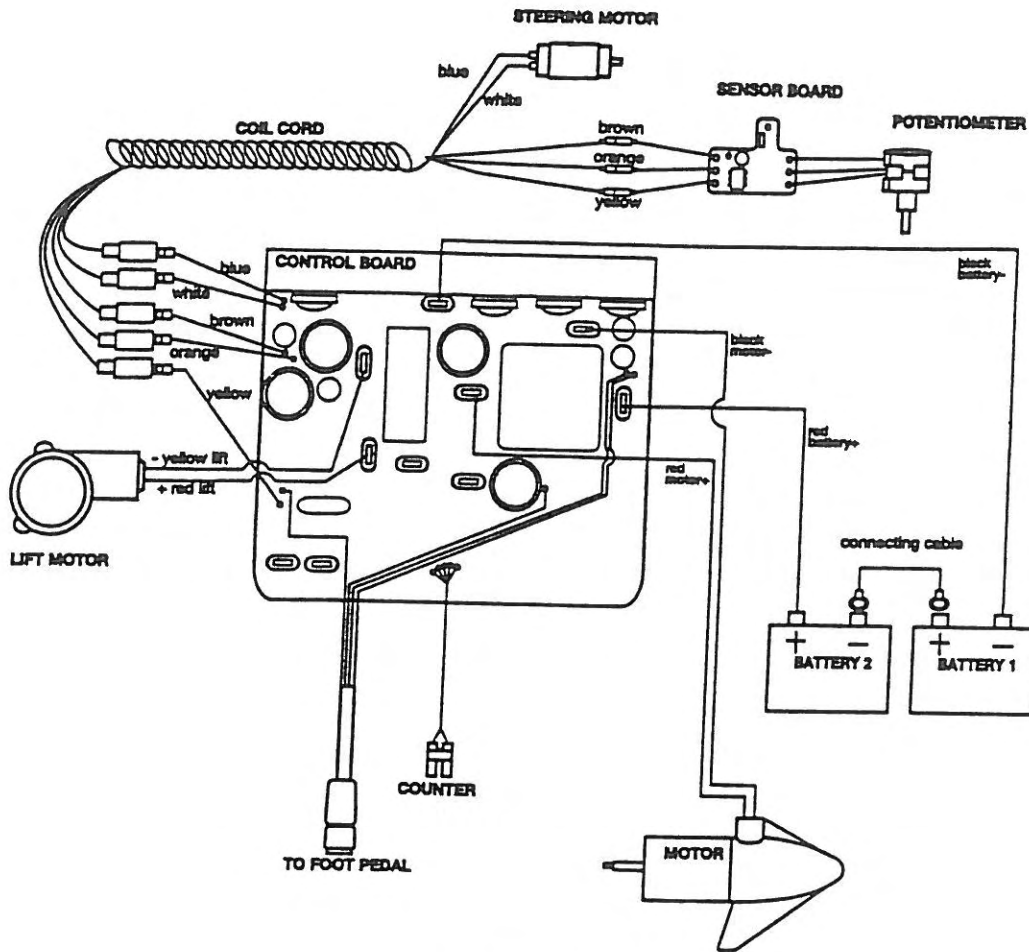 STEERING MOTOR
blue
white
SENSOR BOARD
COIL CORD
brown
POTENTIOMETER
orange
yellow
CONTROL BOARD
blue
black
battery-
white
brown
black
motor-
orange
yellow
red
battery+
- yellow lift
red
motor+
+ red lift
LIFT MOTOR
connecting cable
+
−
+
−
BATTERY 2
BATTERY 1
COUNTER
TO FOOT PEDAL
MOTOR